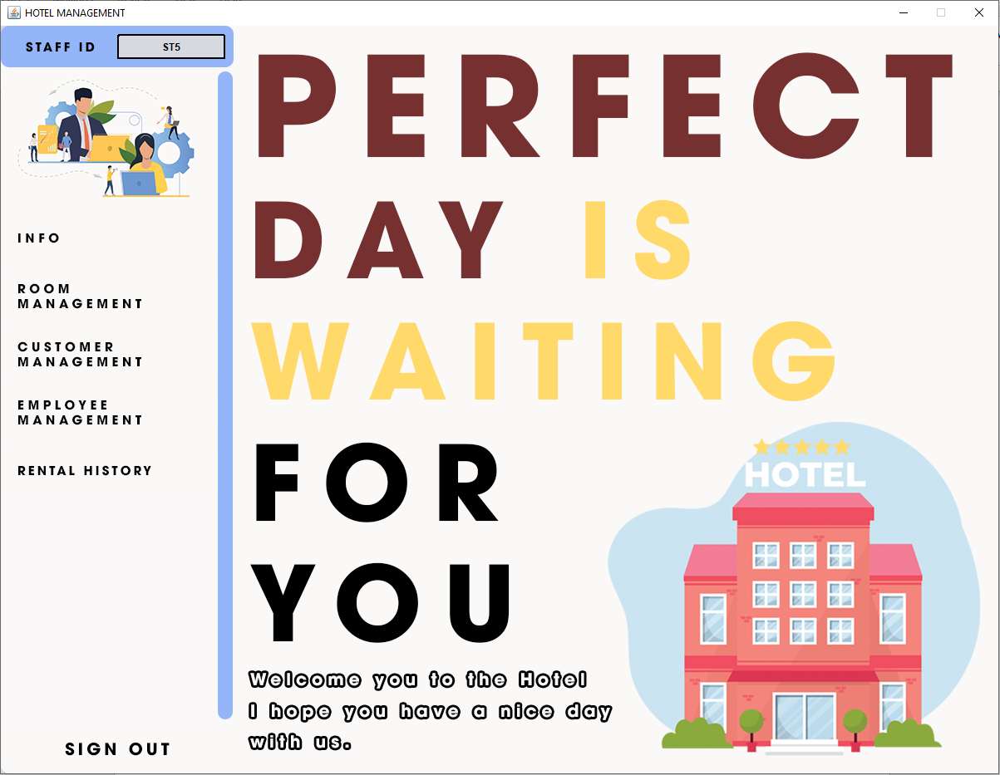 HOTEL MANAGEMENT
STAFF ID
ST5
INFO
ROOM
MANAGEMENT
CUSTOMER
MANAGEMENT
EMPLOYEE
MANAGEMENT
RENTAL HISTORY
SIGN OUT
PERFECT
DAY IS
WAITING
FOR
YOU
HOTEL
Welcome you to the Hotel
I hope you have a nice day
with us.